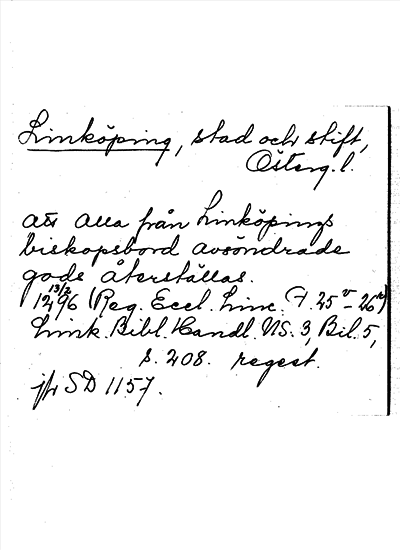 Linköping, stad och stift,
Österg. l.
att alla från Linköpings
biskopsbord avsöndrade
gods återställas.
13/2
1296 (Reg. Eccl. Linc. f. 25v - 26r)
Link. Bibl. Handl. NS. 3, Bil. 5,
s. 208. regest.
jfr SD 1157.